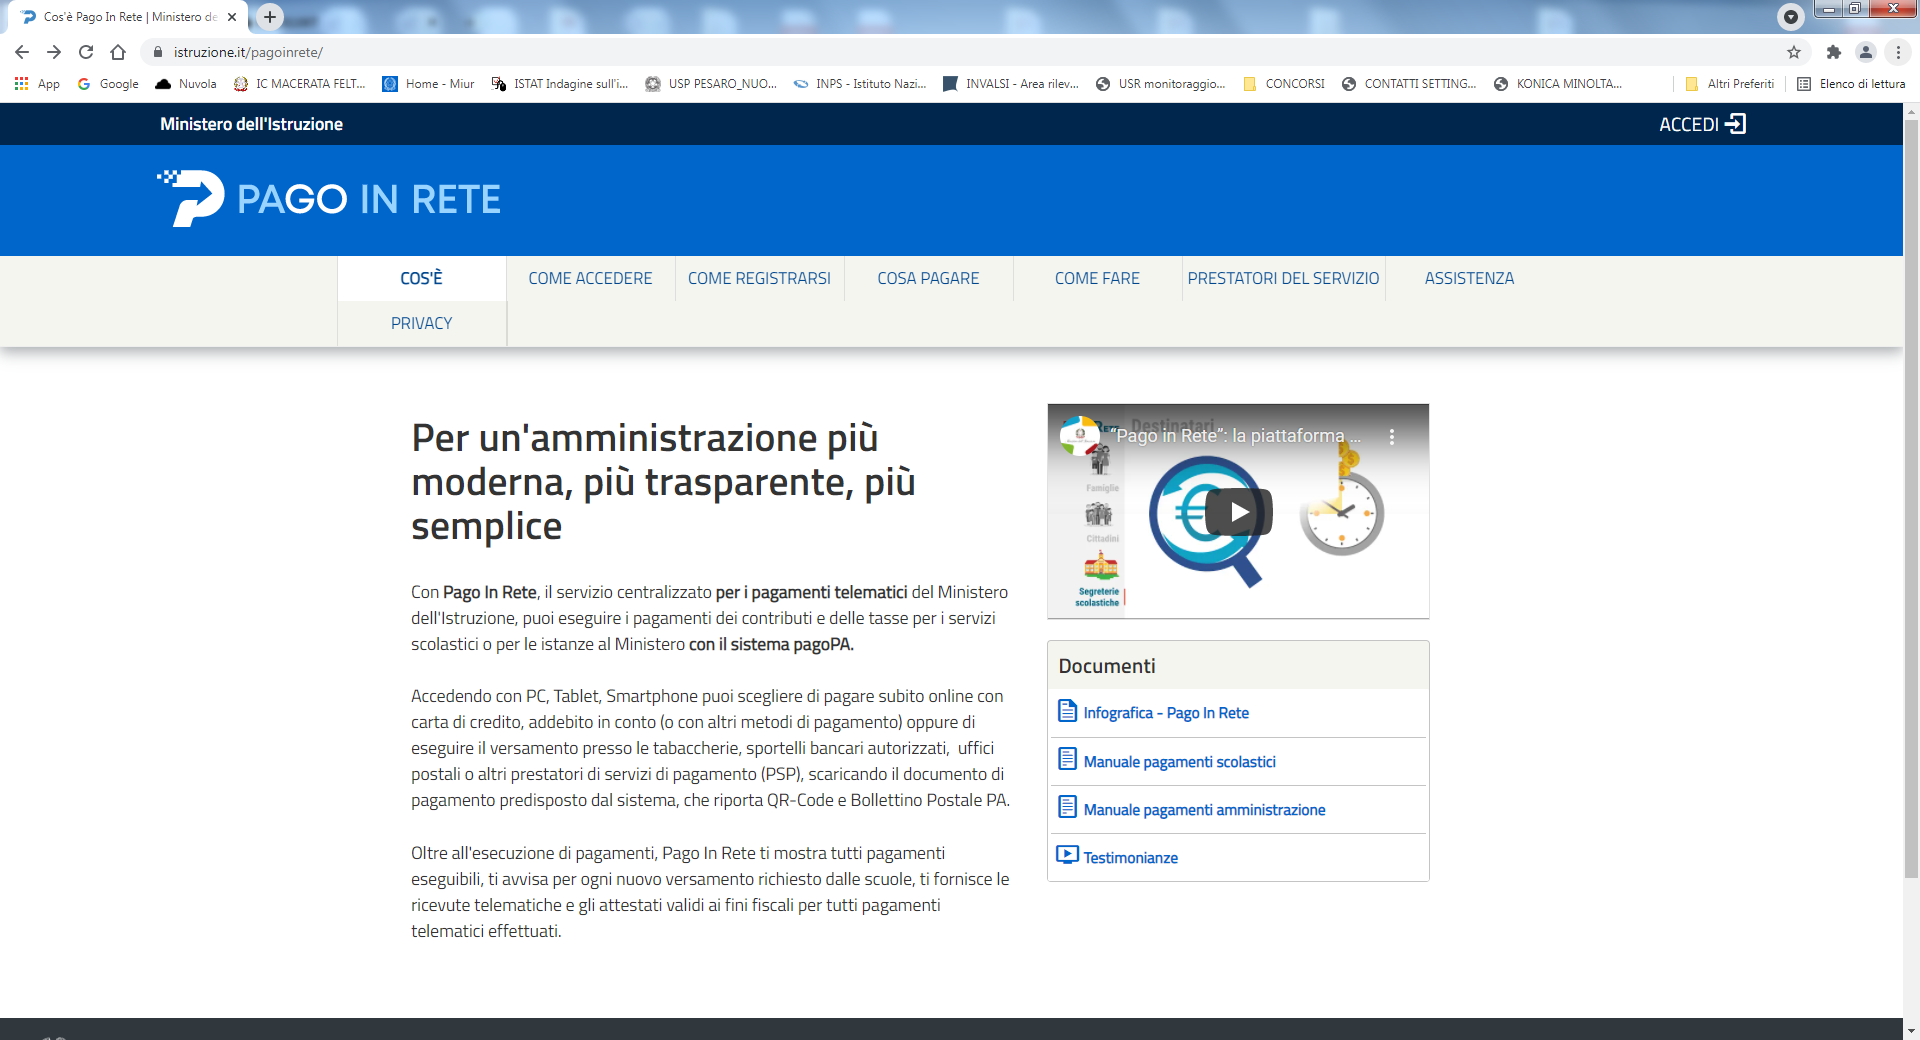 Cos'è Pago In Rete | Ministero de
istruzione.it/pagoinrete/
App
Google
Nuvola
IC MACERATA FELT...
Home - Miur
ISTAT Indagine sull'i...
USP PESARO_NUO...
INPS - Istituto Nazi...
INVALSI - Area rilev...
USR monitoraggio...
CONCORSI
CONTATTI SETTING...
KONICA MINOLTA...
Altri Preferiti
Elenco di lettura
Ministero dell'Istruzione
ACCEDI
PAGO IN RETE
COS'È
COME ACCEDERE
COME REGISTRARSI
COSA PAGARE
COME FARE
PRESTATORI DEL SERVIZIO
ASSISTENZA
PRIVACY
Per un'amministrazione più
moderna, più trasparente, più
semplice
Con Pago In Rete, il servizio centralizzato per i pagamenti telematici del Ministero
dell'Istruzione, puoi eseguire i pagamenti dei contributi e delle tasse per i servizi
scolastici o per le istanze al Ministero con il sistema pagoPA.
Accedendo con PC, Tablet, Smartphone puoi scegliere di pagare subito online con
carta di credito, addebito in conto (o con altri metodi di pagamento) oppure di
eseguire il versamento presso le tabaccherie, sportelli bancari autorizzati,  uffici
postali o altri prestatori di servizi di pagamento (PSP), scaricando il documento di
pagamento predisposto dal sistema, che riporta QR-Code e Bollettino Postale PA.
Oltre all'esecuzione di pagamenti, Pago In Rete ti mostra tutti pagamenti
eseguibili, ti avvisa per ogni nuovo versamento richiesto dalle scuole, ti fornisce le
ricevute telematiche e gli attestati validi ai fini fiscali per tutti pagamenti
telematici effettuati.
Destinatari
"Pago in Rete": la piattaforma ...
Famiglie
Cittadini
Segreterie
scolastiche
Documenti
Infografica - Pago In Rete
Manuale pagamenti scolastici
Manuale pagamenti amministrazione
Testimonianze